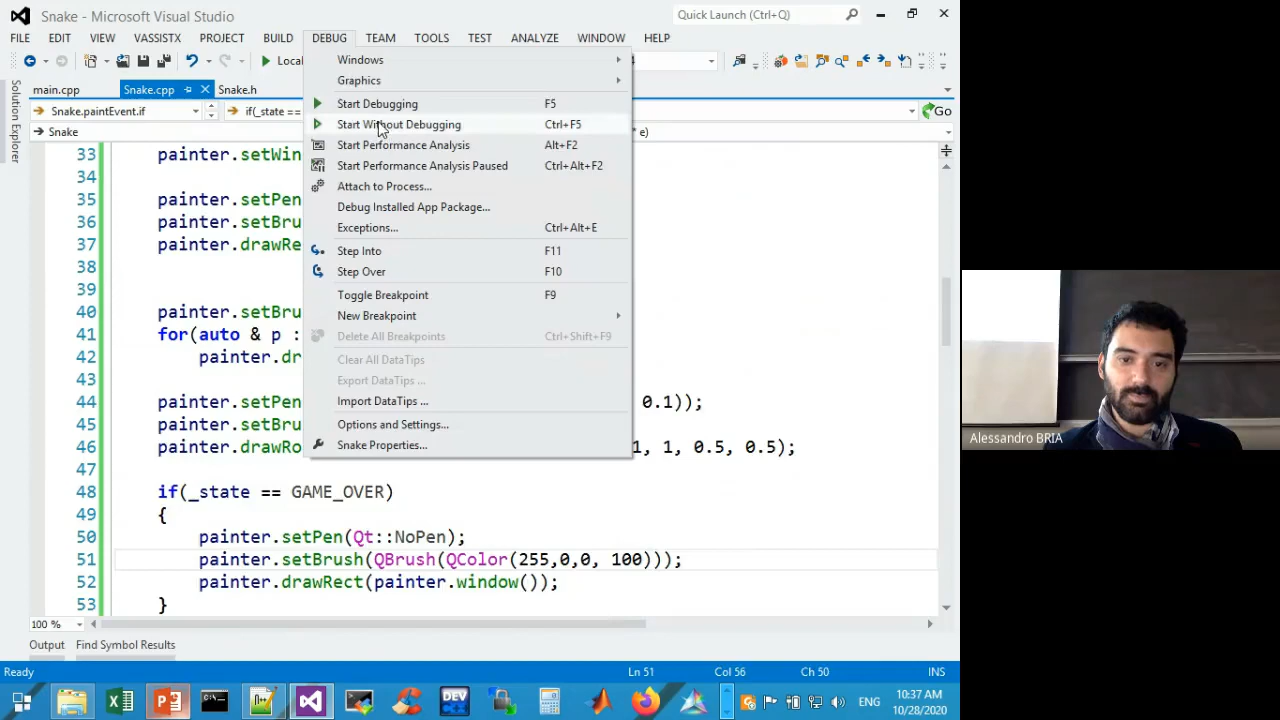 Snake - Microsoft Visual Studio
Quick Launch (Ctrl+Q)
FILE EDIT VIEW VASSISTX PROJECT BUILD DEBUG TEAM TOOLS TEST ANALYZE WINDOW HELP
Local
main.cpp Snake.cpp Snake.h
Snake.paintEvent.if if(_state == Go
Snake * e)
Solution Explorer
Windows
Graphics
Start Debugging F5
Start Without Debugging Ctrl+F5
Start Performance Analysis Alt+F2
Start Performance Analysis Paused Ctrl+Alt+F2
Attach to Process...
Debug Installed App Package...
Exceptions... Ctrl+Alt+E
Step Into F11
Step Over F10
Toggle Breakpoint F9
New Breakpoint
Delete All Breakpoints Ctrl+Shift+F9
Clear All DataTips
Export DataTips ...
Import DataTips ...
Options and Settings...
Snake Properties...
33 painter.setWin
34
35 painter.setPen
36 painter.setBru
37 painter.drawRe
38
39
40 painter.setBru
41 for(auto & p :
42 painter.dr
43
44 painter.setPen 0.1));
45 painter.setBru
46 painter.drawRo 1, 1, 0.5, 0.5);
47
48 if(_state == GAME_OVER)
49 {
50 painter.setPen(Qt::NoPen);
51 painter.setBrush(QBrush(QColor(255,0,0, 100)));
52 painter.drawRect(painter.window());
53 }
100 %
Output Find Symbol Results
Ready Ln 51 Col 56 Ch 50 INS
DEV
ENG
10:37 AM
10/28/2020
Alessandro BRIA